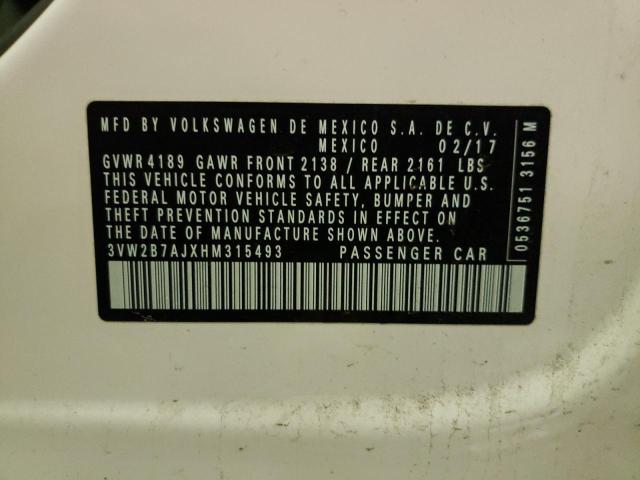 MFD BY VOLKSWAGEN DE MEXICO S.A. DE C.V.
MEXICO 02/17
GVWR 4189 GAWR FRONT 2138 / REAR 2161 LBS
THIS VEHICLE CONFORMS TO ALL APPLICABLE U.S.
FEDERAL MOTOR VEHICLE SAFETY, BUMPER AND
THEFT PREVENTION STANDARDS IN EFFECT ON
THE DATE OF MANUFACTURE SHOWN ABOVE.
3VW2B7AJXHM315493 PASSENGER CAR
0536751 3156 M